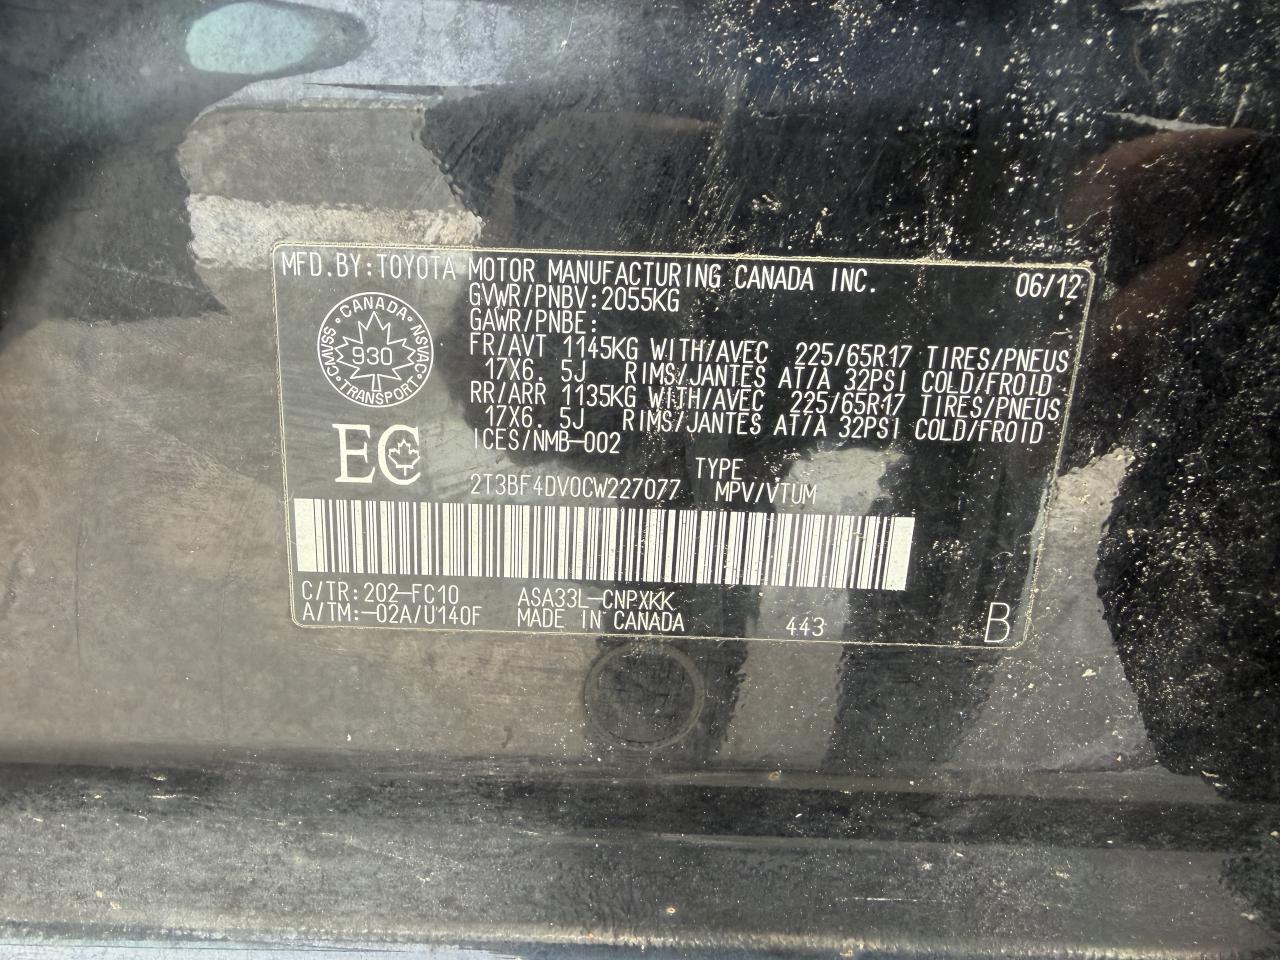 MFD.BY:TOYOTA MOTOR MANUFACTURING CANADA INC. 06/12
GVWR/PNBV:2055KG
GAWR/PNBE:
FR/AVT 1145KG WITH/AVEC 225/65R17 TIRES/PNEUS
17X6. 5J RIMS/JANTES AT/A 32PSI COLD/FROID
RR/ARR 1135KG WITH/AVEC 225/65R17 TIRES/PNEUS
17X6. 5J RIMS/JANTES AT/A 32PSI COLD/FROID
ICES/NMB-002
CANADA
CMVSS NSVAC
930
TRANSPORT
EC
TYPE
2T3BF4DV0CW227077 MPV/VTUM
C/TR:202-FC10 ASA33L-CNPXKK
A/TM:-02A/U140F MADE IN CANADA 443 B